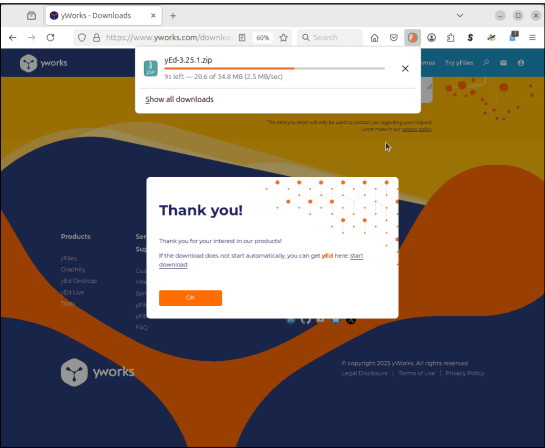 yWorks - Downloads
https://www.yworks.com/downloa
60%
Search
yEd-3.25.1.zip
9s left — 20.6 of 34.8 MB (2.5 MB/sec)
Show all downloads
yworks
Try yFiles
The data you enter will only be used to contact you regarding your request.
Learn more in our privacy policy
Thank you!
Thank you for your interest in our products!
If the download does not start automatically, you can get yEd here: start
download
OK
Products
yFiles
Graphity
yEd Desktop
yEd Live
Tools
Sup
FAQ
yworks
© copyright 2025 yWorks. All rights reserved
Legal Disclosure | Terms of Use | Privacy Policy